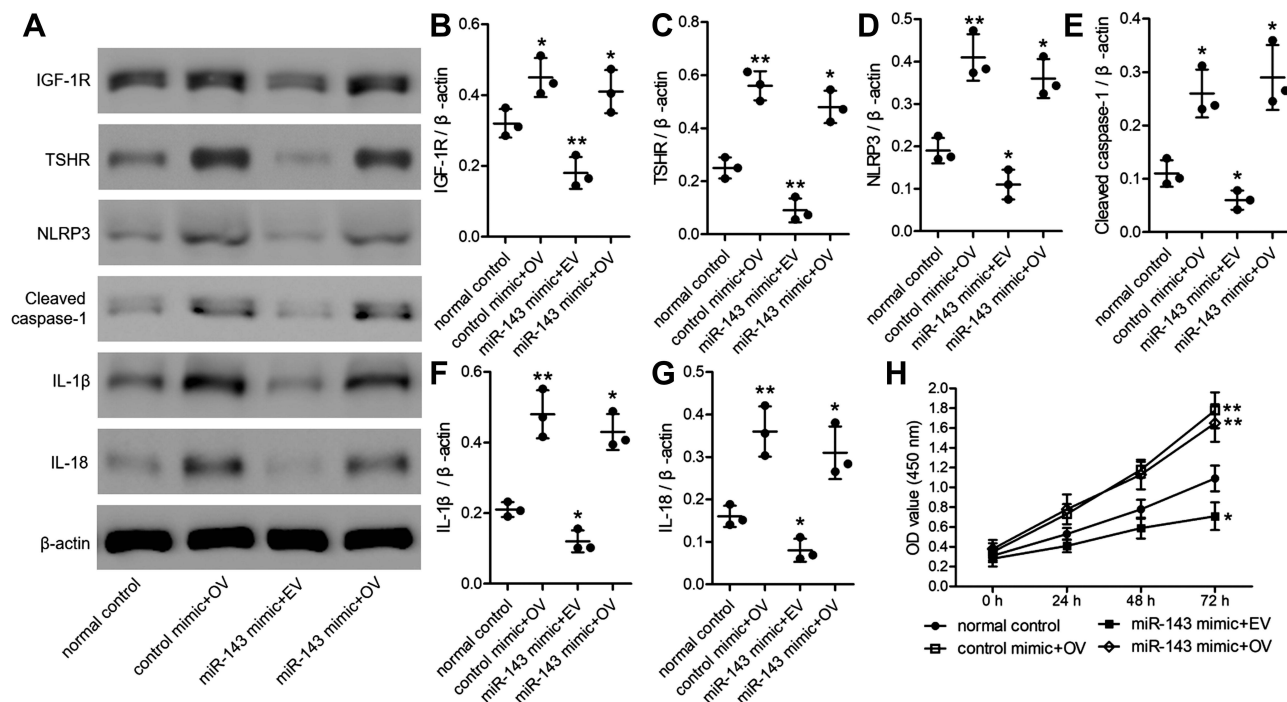 A
IGF-1R
TSHR
NLRP3
Cleaved
caspase-1
IL-1β
IL-18
β-actin
normal control
control mimic+OV
miR-143 mimic+EV
miR-143 mimic+OV
B
IGF-1R / β -actin
0.6
0.4
0.2
0.0
*
**
*
normal control
control mimic+OV
miR-143 mimic+EV
miR-143 mimic+OV
C
TSHR / β -actin
0.8
0.6
0.4
0.2
0.0
**
**
*
normal control
control mimic+OV
miR-143 mimic+EV
miR-143 mimic+OV
D
NLRP3 / β -actin
0.5
0.4
0.3
0.2
0.1
0.0
**
*
*
normal control
control mimic+OV
miR-143 mimic+EV
miR-143 mimic+OV
E
Cleaved caspase-1 / β -actin
0.4
0.3
0.2
0.1
0.0
*
*
*
normal control
control mimic+OV
miR-143 mimic+EV
miR-143 mimic+OV
F
IL-1β / β -actin
0.6
0.4
0.2
0.0
**
*
*
normal control
control mimic+OV
miR-143 mimic+EV
miR-143 mimic+OV
G
IL-18 / β -actin
0.5
0.4
0.3
0.2
0.1
0.0
**
*
*
normal control
control mimic+OV
miR-143 mimic+EV
miR-143 mimic+OV
H
OD value (450 nm)
2.0
1.8
1.6
1.4
1.2
1.0
0.8
0.6
0.4
0.2
0.0
**
**
*
0 h 24 h 48 h 72 h
normal control miR-143 mimic+EV
control mimic+OV miR-143 mimic+OV